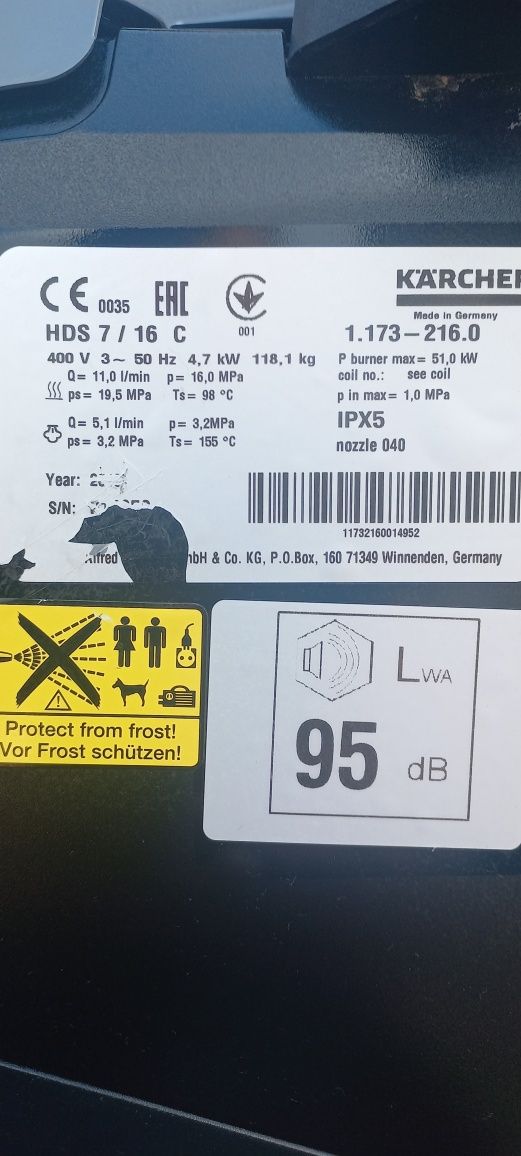 CE 0035 EAC 001
KÄRCHER
Made in Germany
HDS 7 / 16 C
1.173-216.0
400 V 3~ 50 Hz 4,7 kW 118,1 kg
Q= 11,0 l/min p= 16,0 MPa
ps= 19,5 MPa Ts= 98 °C
Q= 5,1 l/min p= 3,2MPa
ps= 3,2 MPa Ts= 155 °C
P burner max= 51,0 kW
coil no.: see coil
p in max= 1,0 MPa
IPX5
nozzle 040
Year:
S/N:
11732160014952
& Co. KG, P.O.Box, 160 71349 Winnenden, Germany
Protect from frost!
Vor Frost schützen!
LWA
95 dB